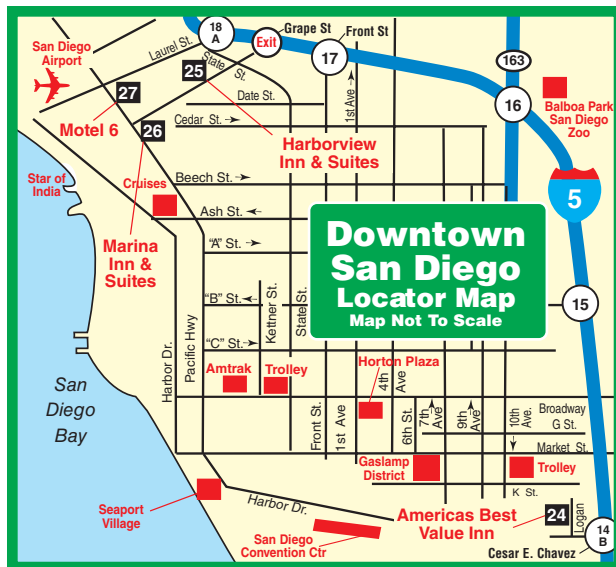 18
A
Grape St
Exit
Front St
17
San Diego
Airport
Laurel St.
State St.
163
25
27
Date St.
1st Ave
16
Balboa Park
San Diego
Zoo
Motel 6
26
Cedar St.
Harborview
Inn & Suites
Star of
India
Cruises
Beech St.
5
Ash St.
Marina
Inn &
Suites
"A" St.
Downtown
San Diego
Locator Map
Map Not To Scale
"B" St.
Kettner St.
State St.
15
"C" St.
Harbor Dr.
Pacific Hwy
Amtrak
Trolley
Horton Plaza
4th
Ave
San
Diego
Bay
Front St.
1st Ave
6th St.
7th
Ave
9th
Ave
10th
Ave.
Broadway
G St.
Market St.
Gaslamp
District
Trolley
K St.
Seaport
Village
Harbor Dr.
San Diego
Convention Ctr
Americas Best
Value Inn
24
Logan
Cesar E. Chavez
14
B